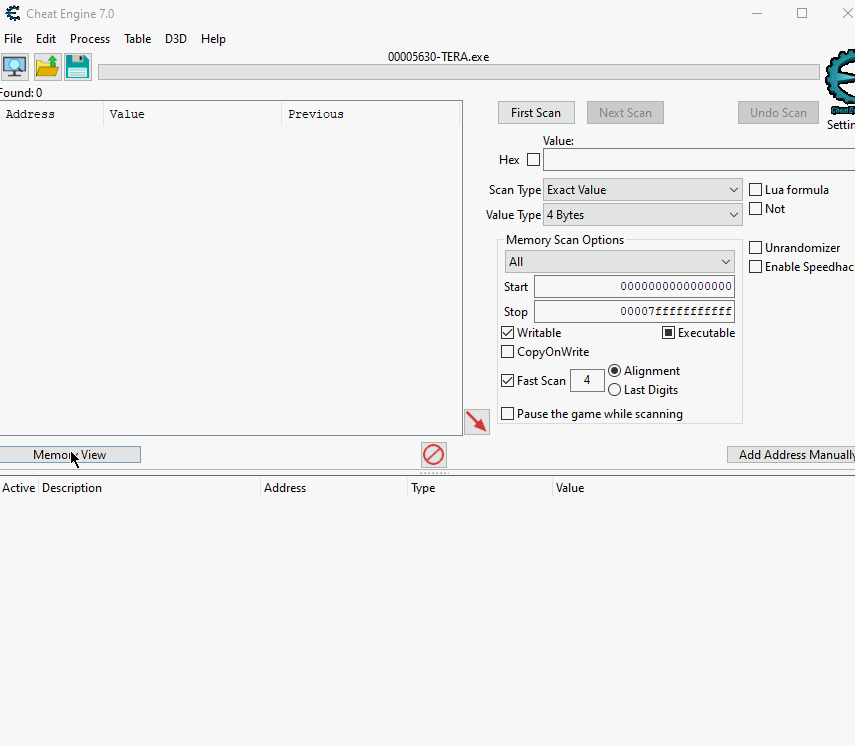 Cheat Engine 7.0
File Edit Process Table D3D Help
00005630-TERA.exe
Found: 0
Address Value Previous
First Scan Next Scan Undo Scan
Settin
Value:
Hex
Scan Type Exact Value Lua formula
Value Type 4 Bytes Not
Memory Scan Options
All
Unrandomizer
Enable Speedhac
Start 0000000000000000
Stop 00007fffffffffff
Writable Executable
CopyOnWrite
Fast Scan 4 Alignment
Last Digits
Pause the game while scanning
Memory View Add Address Manually
Active Description Address Type Value